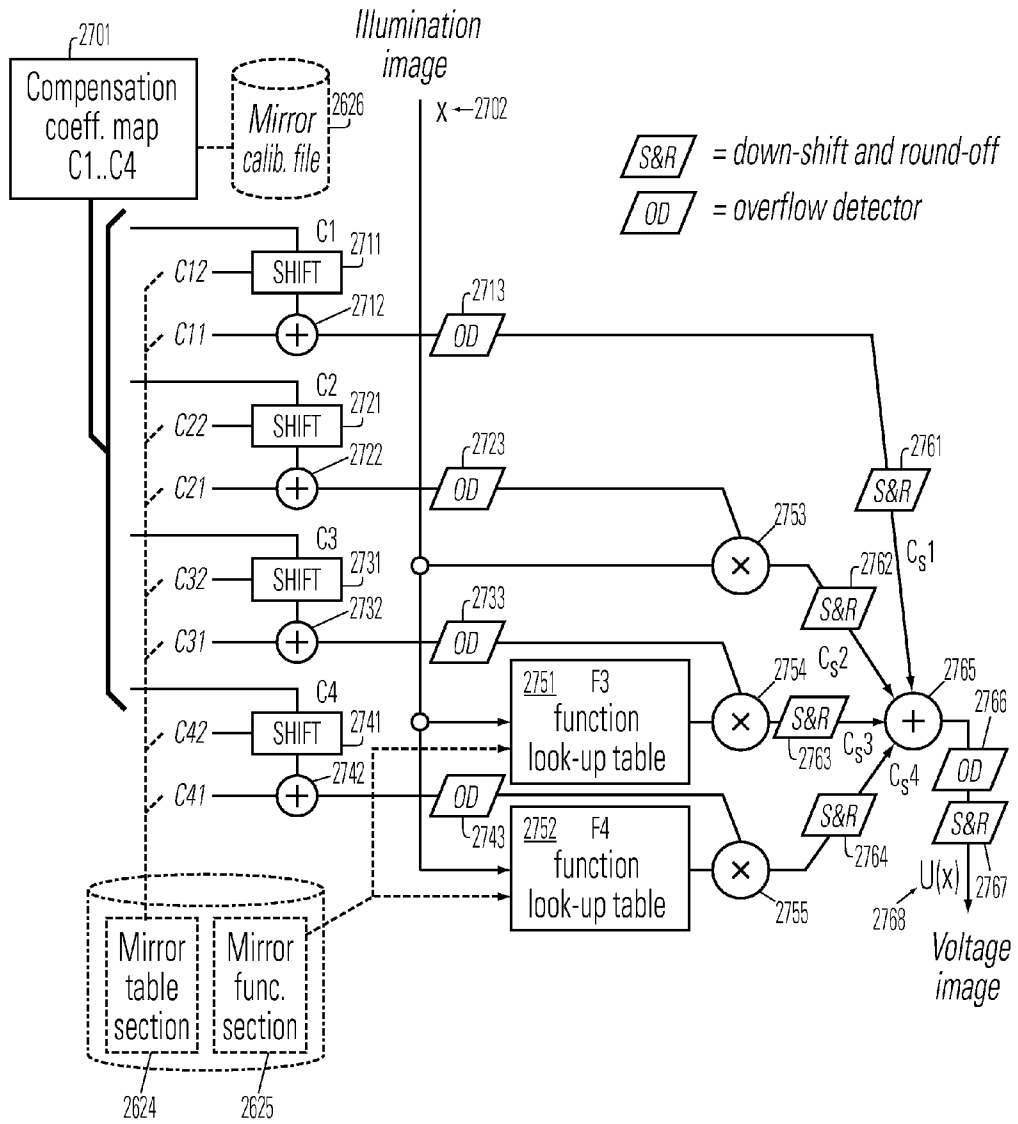 2701
Compensation
coeff. map
C1..C4
2626
Mirror
calib. file
Illumination
image
X
2702
S&R
= down-shift and round-off
OD
= overflow detector
C1
2711
C12
SHIFT
2712
C11
+
2713
OD
C2
2721
C22
SHIFT
2722
C21
+
2723
OD
2761
S&R
Cs1
2753
×
C3
2731
C32
SHIFT
2732
C31
+
2733
OD
2762
S&R
Cs2
2751
F3
function
look-up table
2754
×
S&R
2763
Cs3
2765
+
2766
OD
S&R
2767
C4
2741
C42
SHIFT
2742
C41
+
OD
2743
2752
F4
function
look-up table
×
2755
Cs4
S&R
2764
U(x)
2768
Voltage
image
Mirror
table
section
Mirror
func.
section
2624
2625